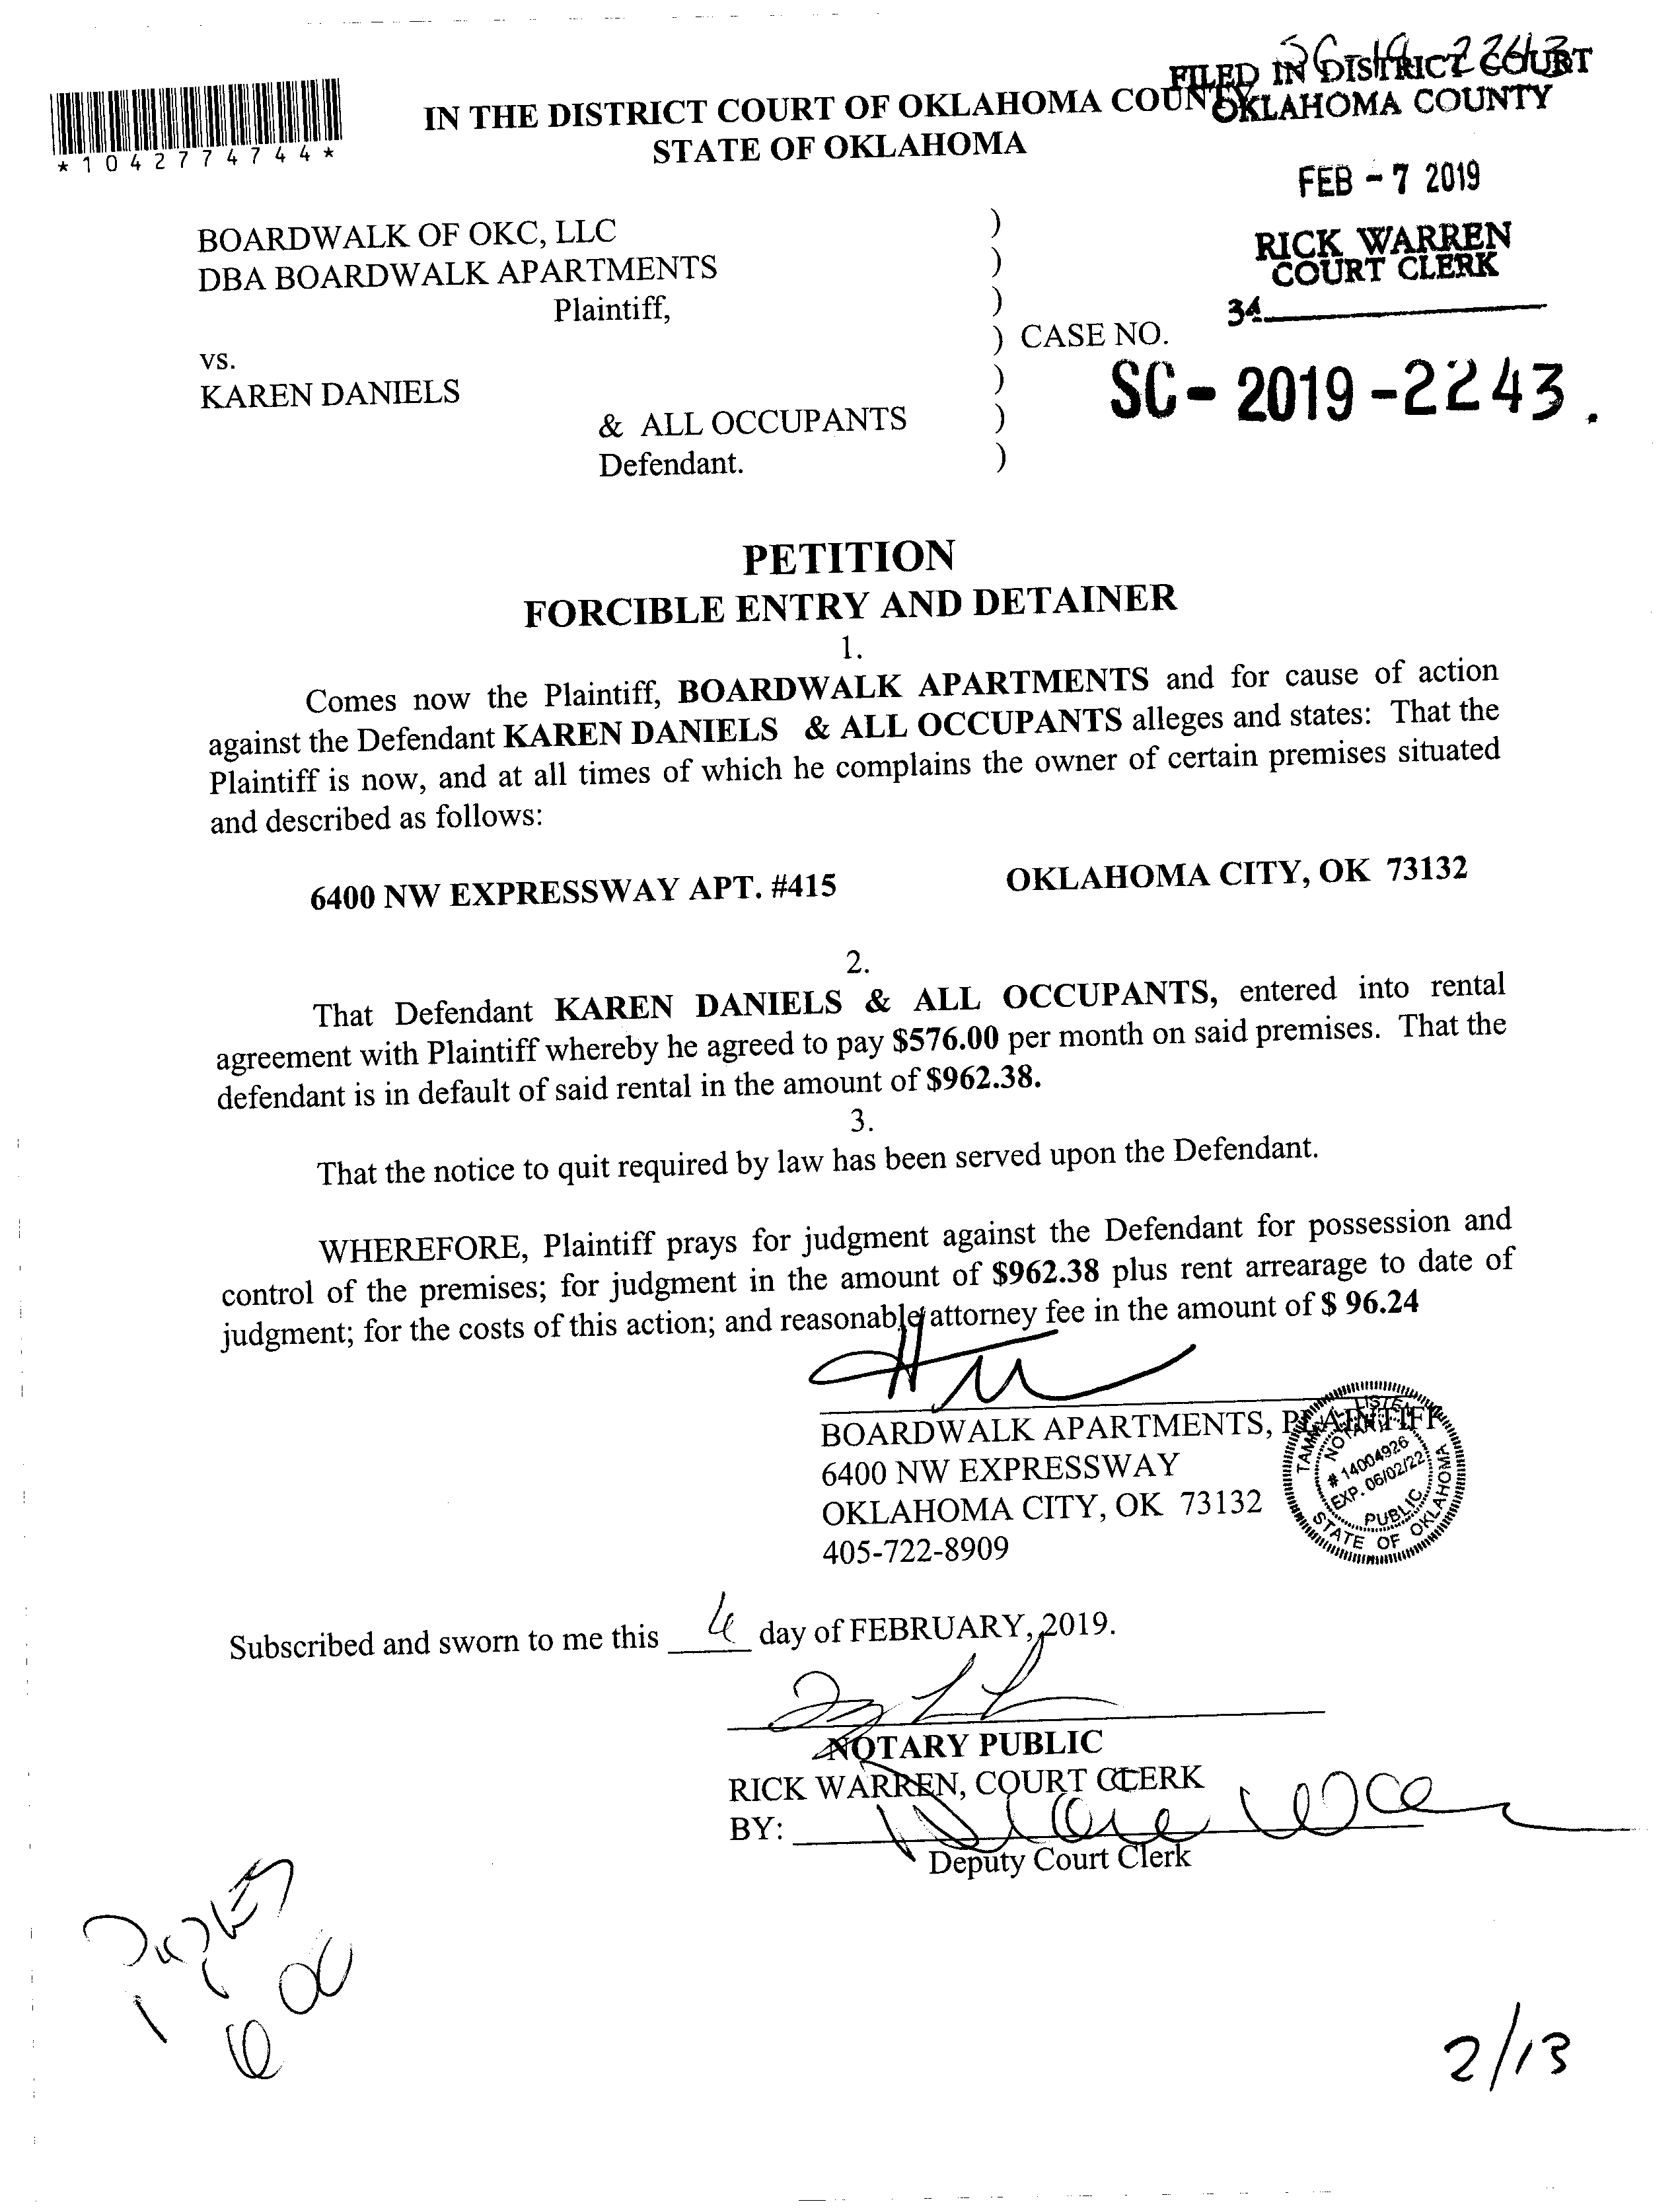 SC-19-2243
FILED IN DISTRICT COURT
OKLAHOMA COUNTY
IN THE DISTRICT COURT OF OKLAHOMA COUNTY
STATE OF OKLAHOMA
*1042774744*
FEB - 7 2019
RICK WARREN
COURT CLERK
34
BOARDWALK OF OKC, LLC )
DBA BOARDWALK APARTMENTS )
Plaintiff, )
) CASE NO.
SC - 2019 - 2243.
vs.
KAREN DANIELS )
& ALL OCCUPANTS )
Defendant. )
PETITION
FORCIBLE ENTRY AND DETAINER
1.
Comes now the Plaintiff, BOARDWALK APARTMENTS and for cause of action
against the Defendant KAREN DANIELS & ALL OCCUPANTS alleges and states: That the
Plaintiff is now, and at all times of which he complains the owner of certain premises situated
and described as follows:
6400 NW EXPRESSWAY APT. #415 OKLAHOMA CITY, OK 73132
2.
That Defendant KAREN DANIELS & ALL OCCUPANTS, entered into rental
agreement with Plaintiff whereby he agreed to pay $576.00 per month on said premises. That the
defendant is in default of said rental in the amount of $962.38.
3.
That the notice to quit required by law has been served upon the Defendant.
WHEREFORE, Plaintiff prays for judgment against the Defendant for possession and
control of the premises; for judgment in the amount of $962.38 plus rent arrearage to date of
judgment; for the costs of this action; and reasonable attorney fee in the amount of $ 96.24
BOARDWALK APARTMENTS, PLAINTIFF
6400 NW EXPRESSWAY
OKLAHOMA CITY, OK 73132
405-722-8909
NOTARY
# 14004926
EXP. 06/02/22
PUBLIC
STATE OF OKLAHOMA
Subscribed and sworn to me this 4 day of FEBRUARY, 2019.
NOTARY PUBLIC
RICK WARREN, COURT CLERK
BY:
Deputy Court Clerk
2/13